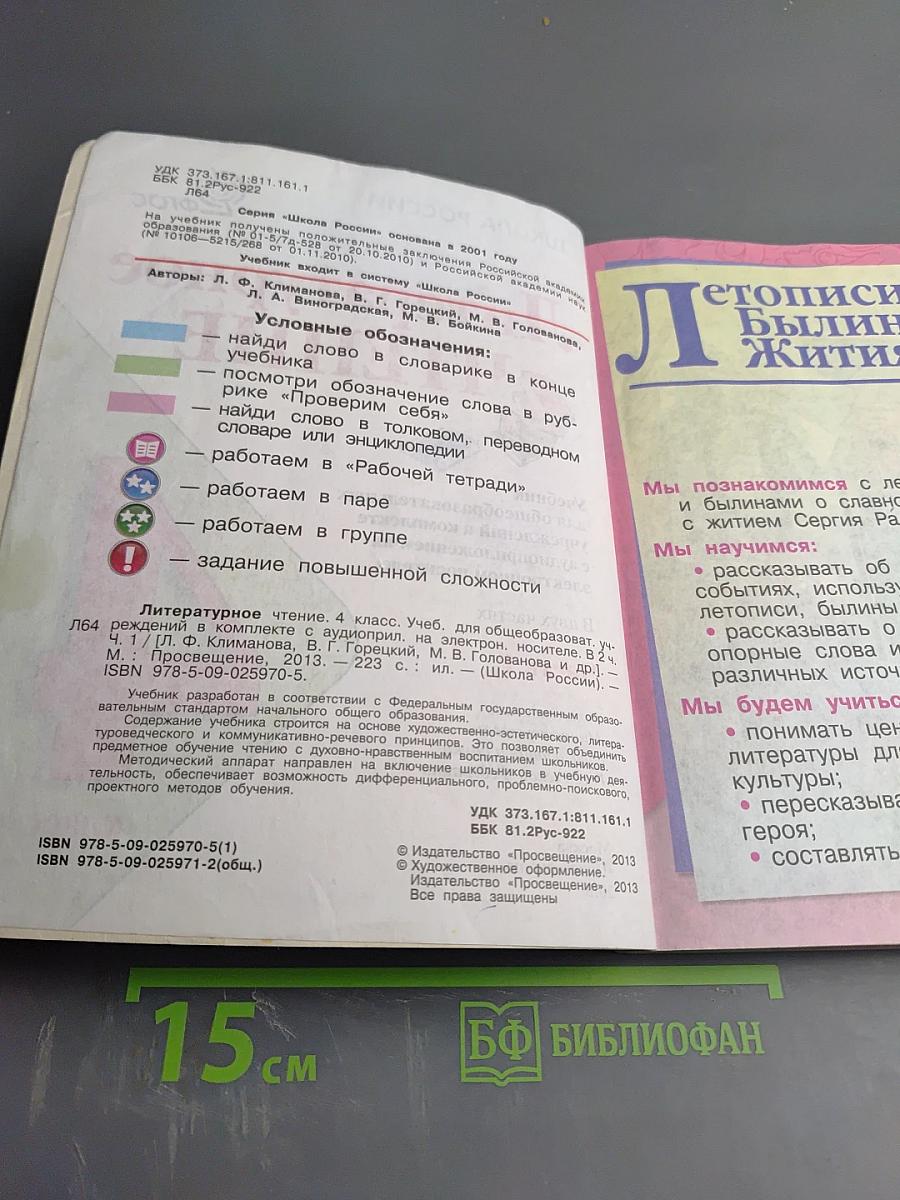 УДК 373.167.1:811.161.1
ББК 81.2Рус-922
Л64
Серия «Школа России» основана в 2001 году
На учебник получены положительные заключения Российской академии
образования (№ 01-5/7д-528 от 20.10.2010) и Российской академии наук
(№ 10106—5215/268 от 01.11.2010).
Учебник входит в систему «Школа России»
Авторы: Л. Ф. Климанова, В. Г. Горецкий, М. В. Голованова,
Л. А. Виноградская, М. В. Бойкина
Условные обозначения:
— найди слово в словарике в конце
учебника
— посмотри обозначение слова в руб-
рике «Проверим себя»
— найди слово в толковом, переводном
словаре или энциклопедии
— работаем в «Рабочей тетради»
— работаем в паре
— работаем в группе
— задание повышенной сложности
Литературное чтение. 4 класс. Учеб. для общеобразоват. уч-
Л64 реждений в комплекте с аудиоприл. на электрон. носителе. В 2 ч.
Ч. 1 / [Л. Ф. Климанова, В. Г. Горецкий, М. В. Голованова и др.]. —
М. : Просвещение, 2013. — 223 с. : ил. — (Школа России). —
ISBN 978-5-09-025970-5.
Учебник разработан в соответствии с Федеральным государственным образо-
вательным стандартом начального общего образования.
Содержание учебника строится на основе художественно-эстетического, литера-
туроведческого и коммуникативно-речевого принципов. Это позволяет объединить
предметное обучение чтению с духовно-нравственным воспитанием школьников.
Методический аппарат направлен на включение школьников в учебную дея-
тельность, обеспечивает возможность дифференциального, проблемно-поискового,
проектного методов обучения.
УДК 373.167.1:811.161.1
ББК 81.2Рус-922
ISBN 978-5-09-025970-5(1)
ISBN 978-5-09-025971-2(общ.)
© Издательство «Просвещение», 2013
© Художественное оформление.
Издательство «Просвещение», 2013
Все права защищены
Летописи
Былин
Жития
Мы познакомимся с ле
и былинами о славно
с житием Сергия Ра
Мы научимся:
• рассказывать об
событиях, использу
летописи, былины
• рассказывать о
опорные слова и
различных источ
Мы будем учитьс
• понимать цен
литературы дл
культуры;
• пересказыва
героя;
• составлять
15 см
БФ БИБЛИОФАН